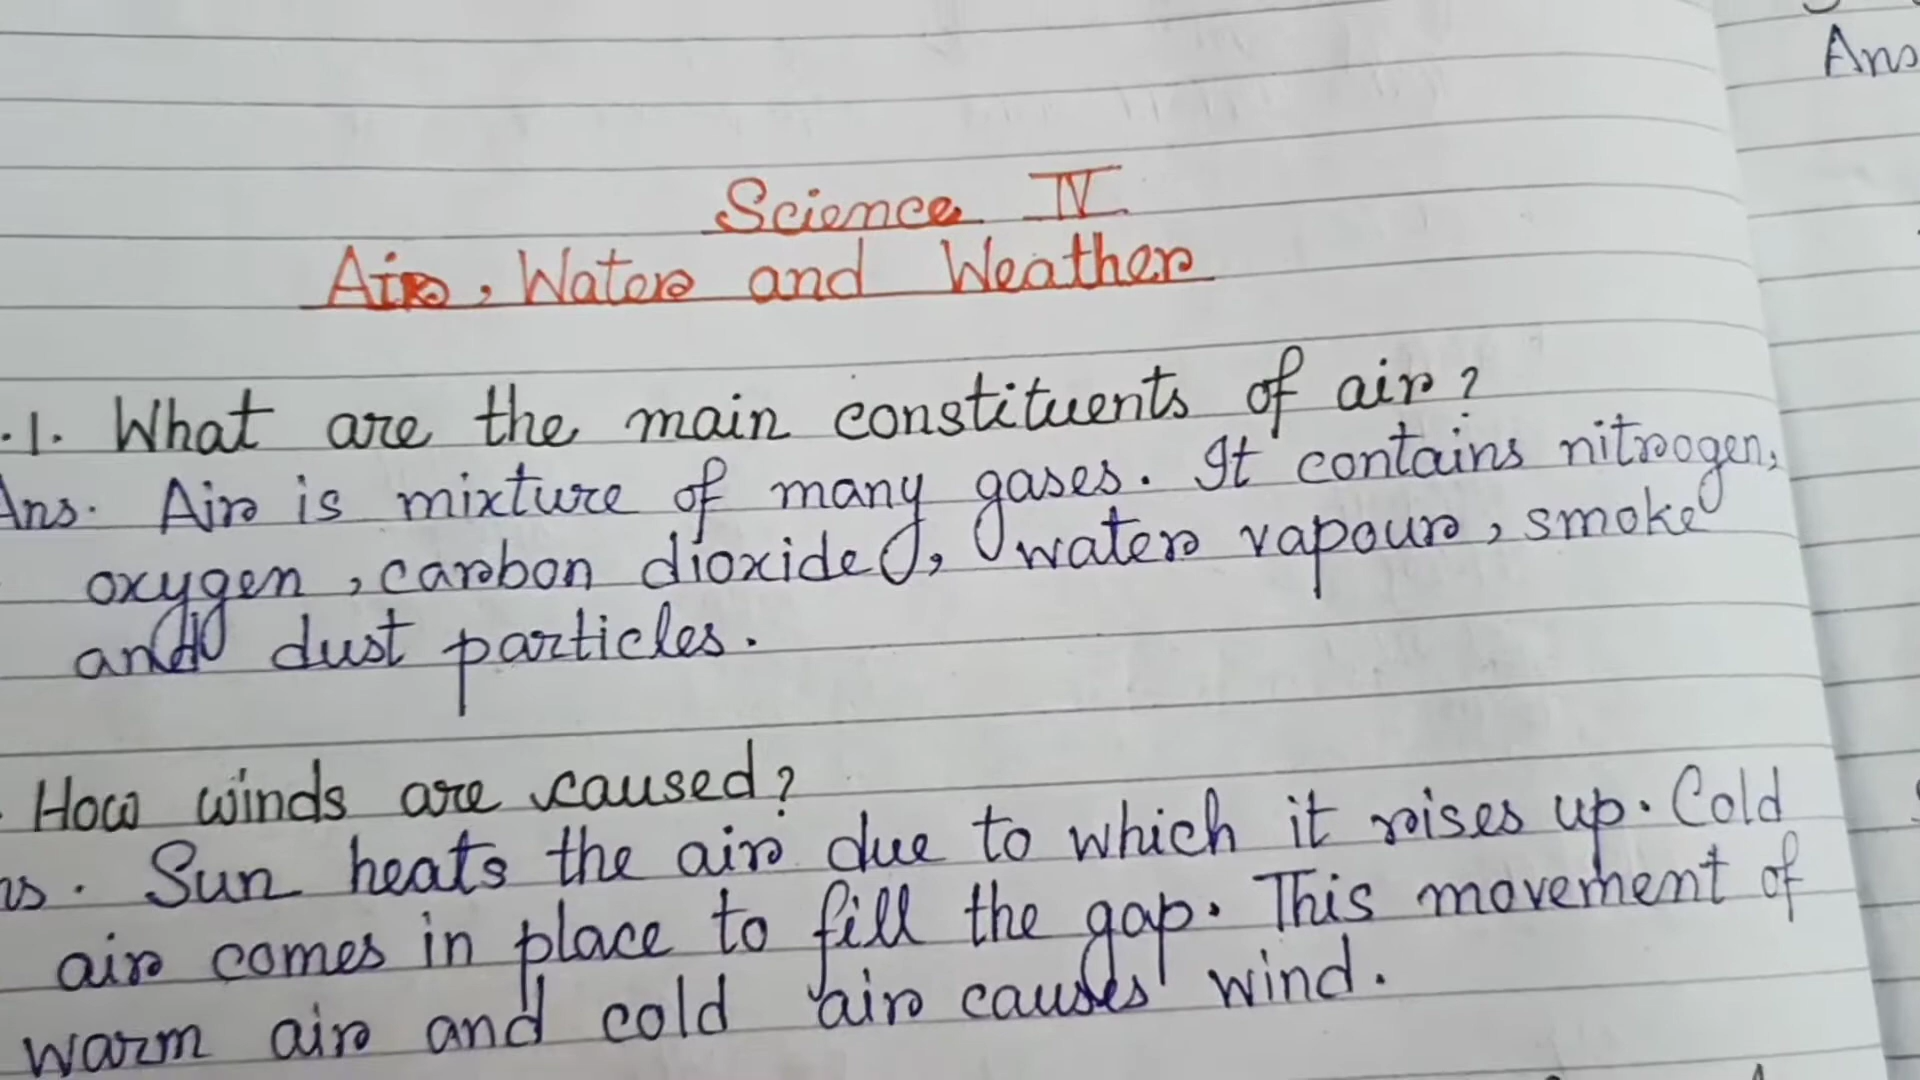 Science IV
Air, Water and Weather
.1. What are the main constituents of air?
Ans. Air is mixture of many gases. It contains nitrogen,
oxygen, carbon dioxide, water vapour, smoke
and dust particles.
How winds are caused?
ns. Sun heats the air due to which it rises up. Cold
air comes in place to fill the gap. This movement of
warm air and cold air causes wind.
Ans